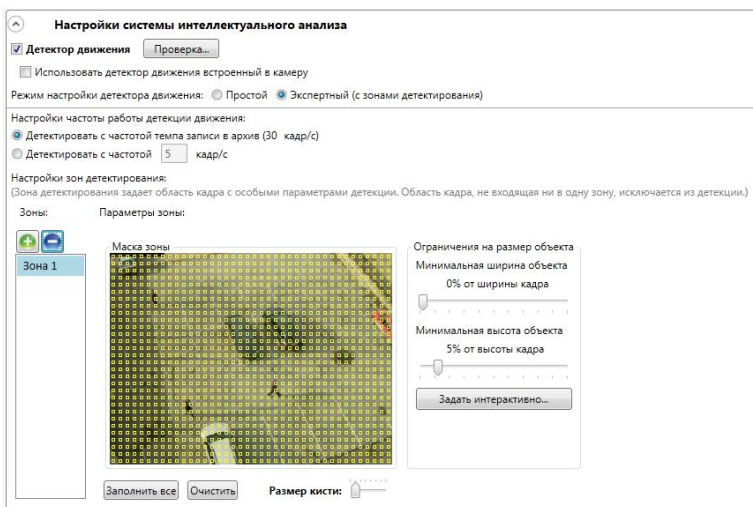 Настройки системы интеллектуального анализа
Детектор движения Проверка...
Использовать детектор движения встроенный в камеру
Режим настройки детектора движения: Простой Экспертный (с зонами детектирования)
Настройки частоты работы детекции движения:
Детектировать с частотой темпа записи в архив (30 кадр/с)
Детектировать с частотой 5 кадр/с
Настройки зон детектирования:
(Зона детектирования задает область кадра с особыми параметрами детекции. Область кадра, не входящая ни в одну зону, исключается из детекции.)
Зоны: Параметры зоны:
Маска зоны Ограничения на размер объекта
Зона 1 Минимальная ширина объекта
0% от ширины кадра
Минимальная высота объекта
5% от высоты кадра
Задать интерактивно...
Заполнить все Очистить Размер кисти: